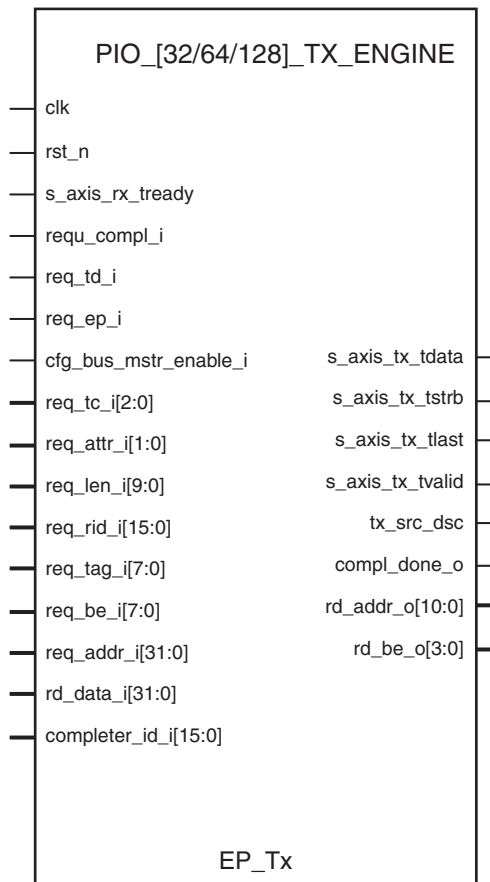 PIO_[32/64/128]_TX_ENGINE
clk
rst_n
s_axis_rx_tready
requ_compl_i
req_td_i
req_ep_i
cfg_bus_mstr_enable_i
req_tc_i[2:0]
req_attr_i[1:0]
req_len_i[9:0]
req_rid_i[15:0]
req_tag_i[7:0]
req_be_i[7:0]
req_addr_i[31:0]
rd_data_i[31:0]
completer_id_i[15:0]
s_axis_tx_tdata
s_axis_tx_tstrb
s_axis_tx_tlast
s_axis_tx_tvalid
tx_src_dsc
compl_done_o
rd_addr_o[10:0]
rd_be_o[3:0]
EP_Tx